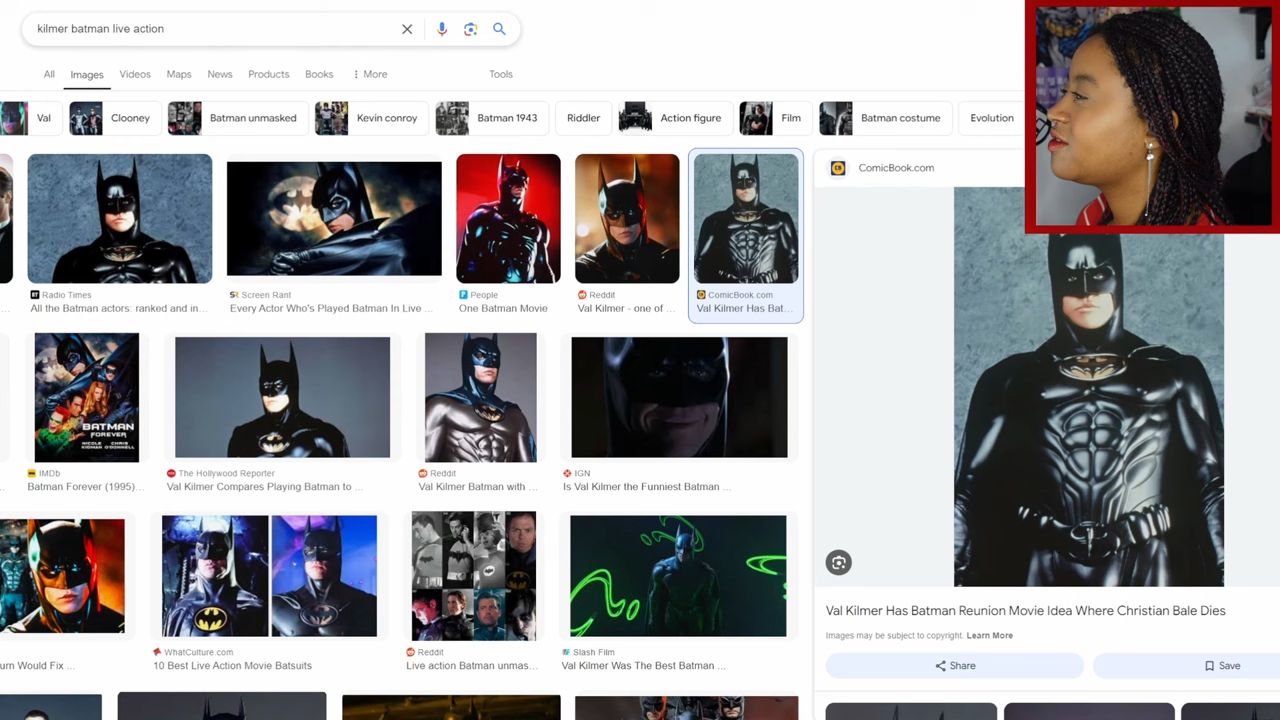 kilmer batman live action
All Images Videos Maps News Products Books More Tools
Val Clooney Batman unmasked Kevin conroy Batman 1943 Riddler Action figure Film Batman costume Evolution
ComicBook.com
Radio Times
All the Batman actors: ranked and in...
Screen Rant
Every Actor Who's Played Batman In Live ...
People
One Batman Movie
Reddit
Val Kilmer - one of ...
ComicBook.com
Val Kilmer Has Bat...
BATMAN
FOREVER
IMDb
Batman Forever (1995)...
The Hollywood Reporter
Val Kilmer Compares Playing Batman to ...
Reddit
Val Kilmer Batman with ...
IGN
Is Val Kilmer the Funniest Batman ...
urn Would Fix ...
WhatCulture.com
10 Best Live Action Movie Batsuits
Reddit
Live action Batman unmas...
Slash Film
Val Kilmer Was The Best Batman ...
Val Kilmer Has Batman Reunion Movie Idea Where Christian Bale Dies
Images may be subject to copyright. Learn More
Share Save